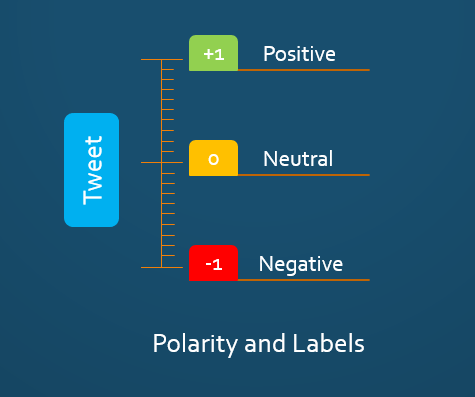 +1 Positive
Tweet
0 Neutral
-1 Negative
Polarity and Labels